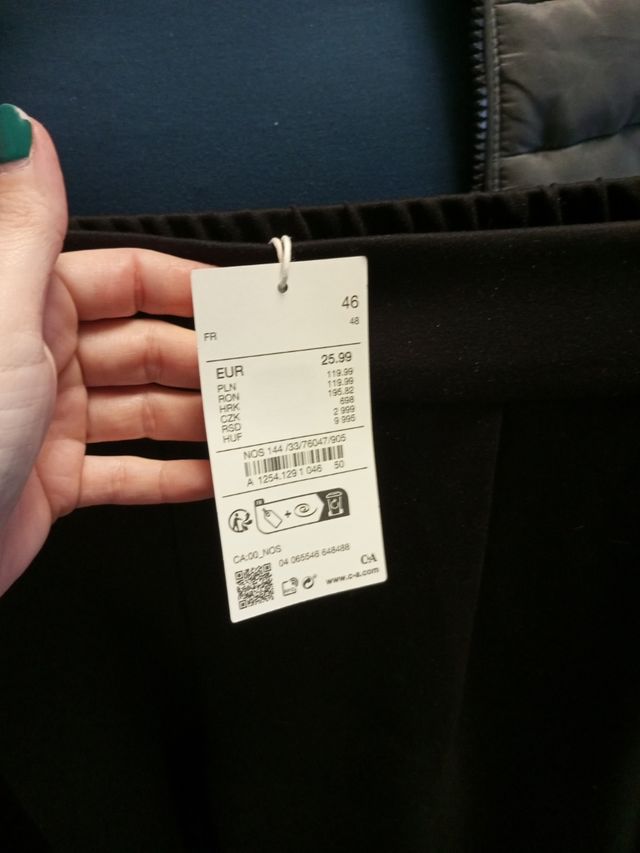 46
FR 48
EUR 25.99
PLN 119.99
RON 119.99
HRK 195.82
CZK 698
RSD 2 999
HUF 9 995
NOS 144 /33/76047/905
A 1254.129 1 046 50
FR
CA:00_NOS 04 065546 648488
C&A
www.c-a.com